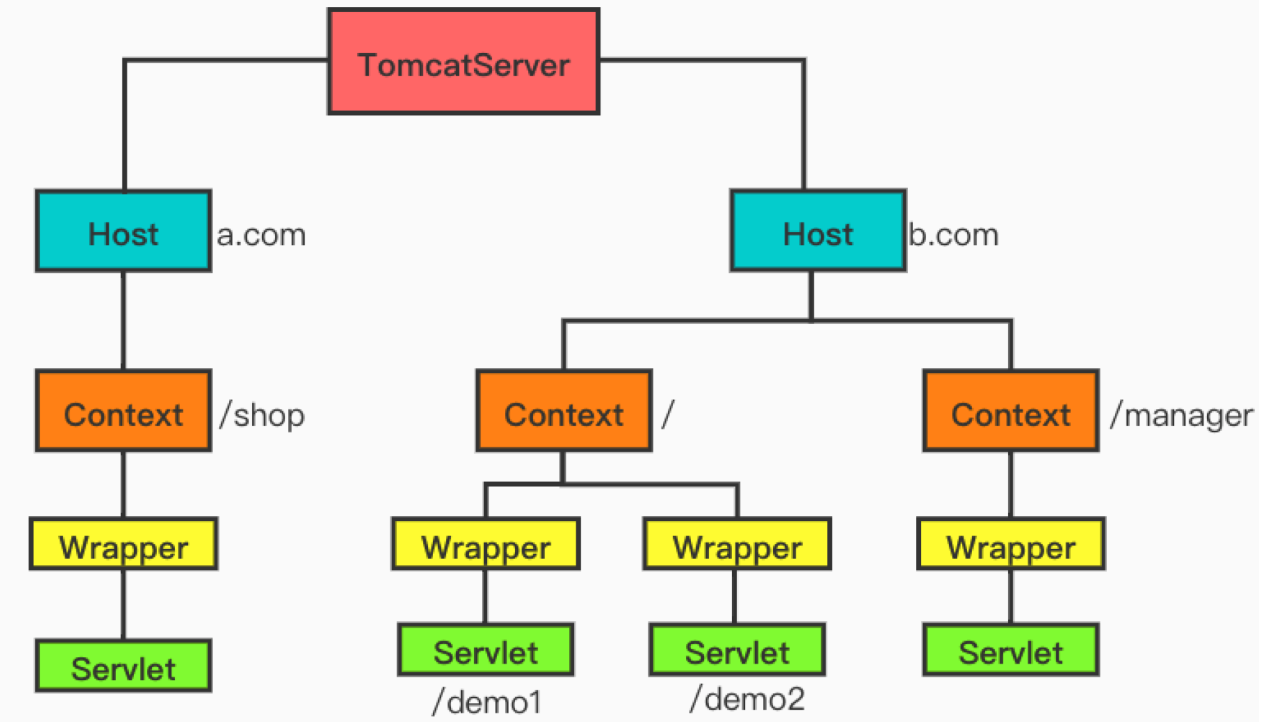 TomcatServer
Host
a.com
Host
b.com
Context
/shop
Context
/
Context
/manager
Wrapper
Wrapper
Wrapper
Wrapper
Servlet
Servlet
Servlet
Servlet
/demo1
/demo2